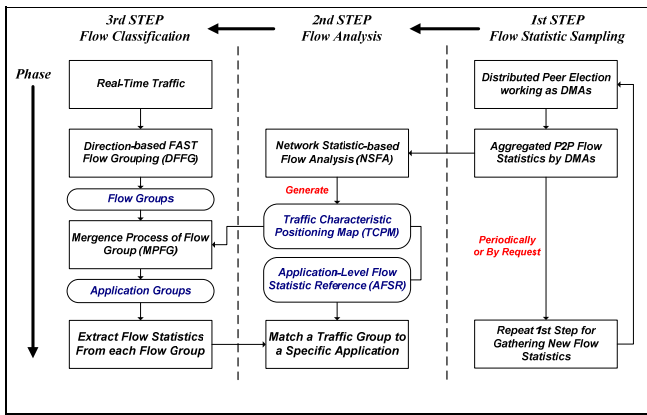 3rd STEP
Flow Classification
2nd STEP
Flow Analysis
1st STEP
Flow Statistic Sampling
Phase
Real-Time Traffic
Direction-based FAST
Flow Grouping (DFFG)
Flow Groups
Mergence Process of Flow
Group (MPFG)
Application Groups
Extract Flow Statistics
From each Flow Group
Network Statistic-based
Flow Analysis (NSFA)
Generate
Traffic Characteristic
Positioning Map (TCPM)
Application-Level Flow
Statistic Reference (AFSR)
Match a Traffic Group to
a Specific Application
Distributed Peer Election
working as DMAs
Aggregated P2P Flow
Statistics by DMAs
Periodically
or By Request
Repeat 1st Step for
Gathering New Flow
Statistics